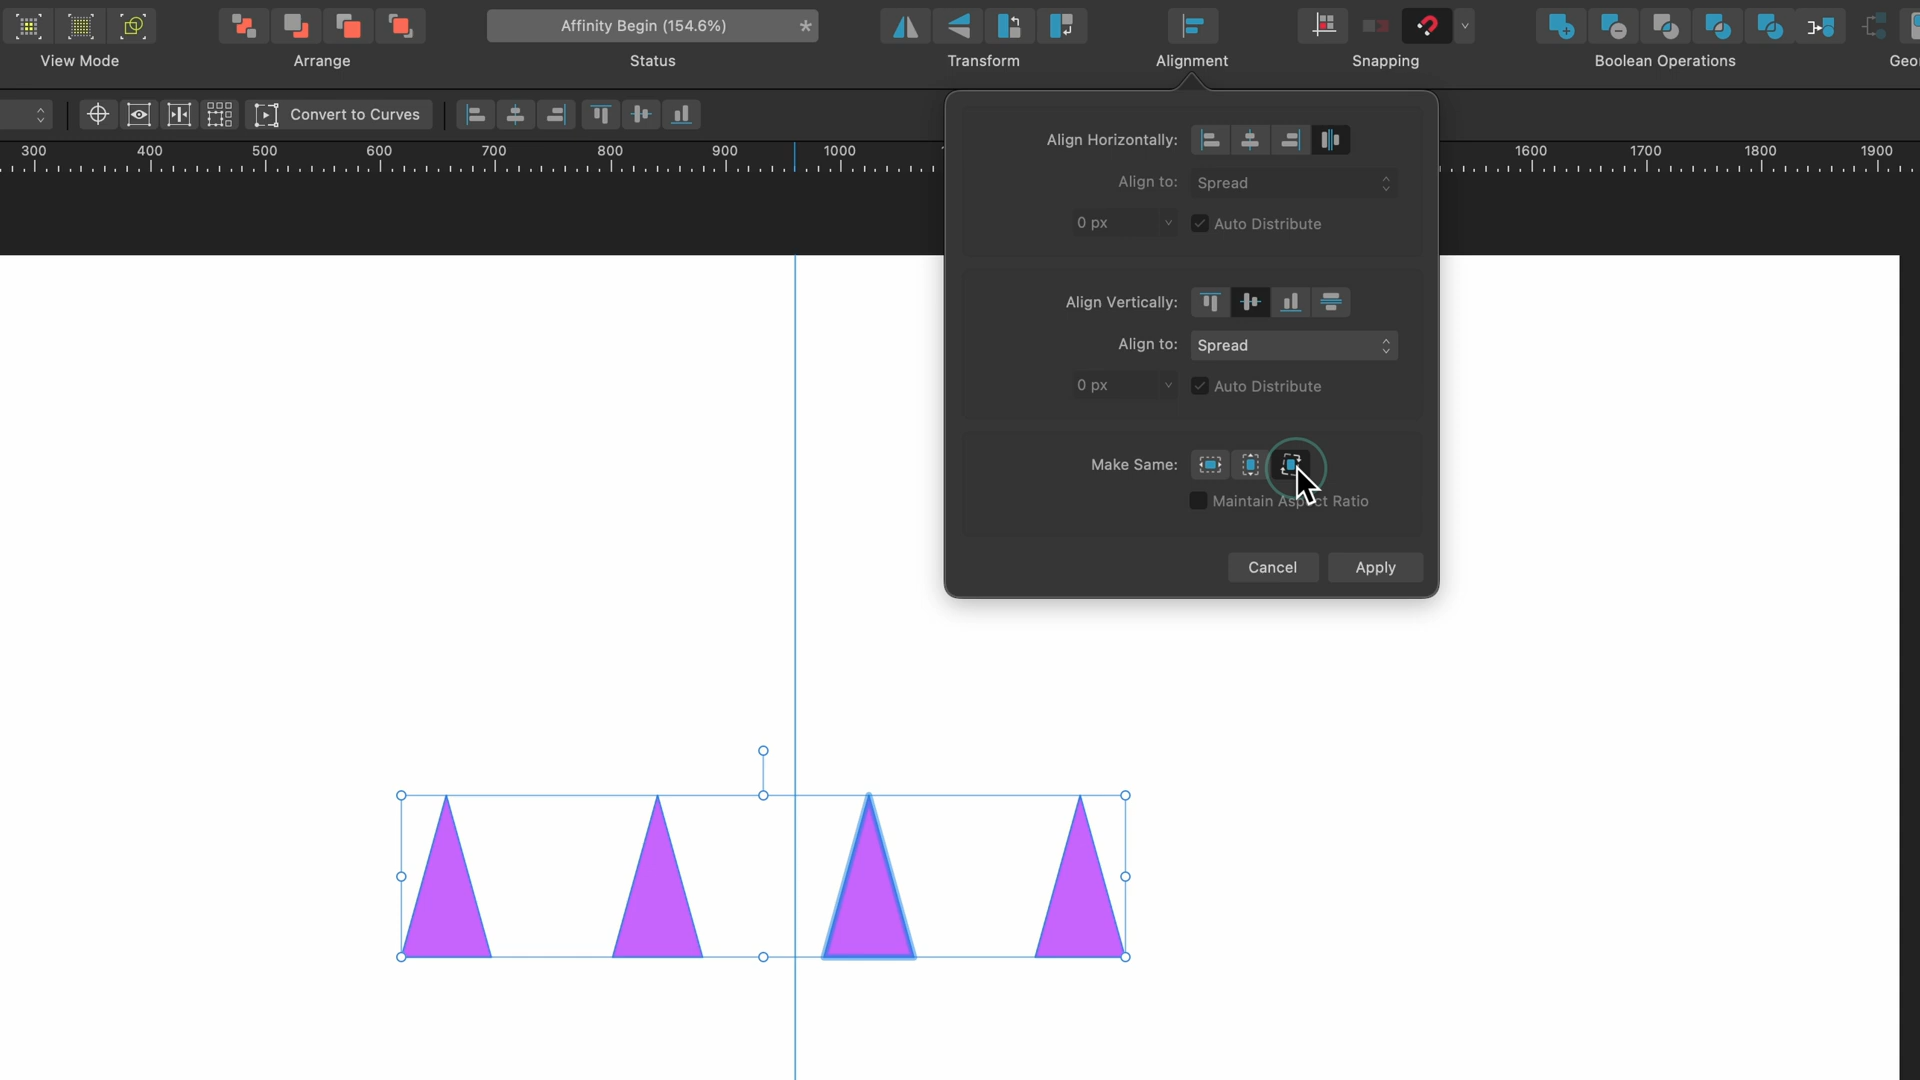 Affinity Begin (154.6%) *
View Mode
Arrange
Status
Transform
Alignment
Snapping
Boolean Operations
Geo
Convert to Curves
300 400 500 600 700 800 900 1000 1600 1700 1800 1900
Align Horizontally:
Align to: Spread
0 px Auto Distribute
Align Vertically:
Align to: Spread
0 px Auto Distribute
Make Same:
Maintain Aspect Ratio
Cancel Apply